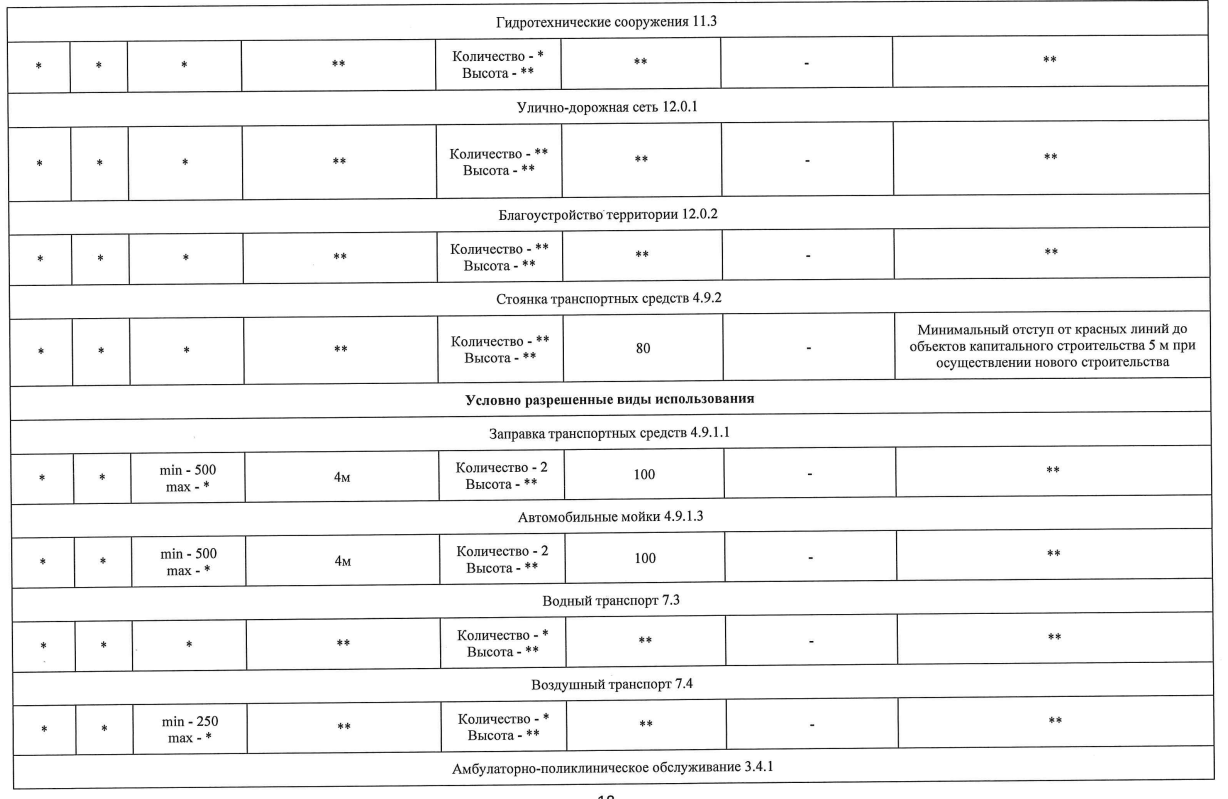 Гидротехнические сооружения 11.3
* * * ** Количество - * ** - **
Высота - **
Улично-дорожная сеть 12.0.1
* * * ** Количество - ** ** - **
Высота - **
Благоустройство территории 12.0.2
* * * ** Количество - ** ** - **
Высота - **
Стоянка транспортных средств 4.9.2
* * * ** Количество - ** 80 - Минимальный отступ от красных линий до
Высота - ** объектов капитального строительства 5 м при
осуществлении нового строительства
Условно разрешенные виды использования
Заправка транспортных средств 4.9.1.1
* * min - 500 4м Количество - 2 100 - **
max - * Высота - **
Автомобильные мойки 4.9.1.3
* * min - 500 4м Количество - 2 100 - **
max - * Высота - **
Водный транспорт 7.3
* * * ** Количество - * ** - **
Высота - **
Воздушный транспорт 7.4
* * min - 250 ** Количество - * ** - **
max - * Высота - **
Амбулаторно-поликлиническое обслуживание 3.4.1